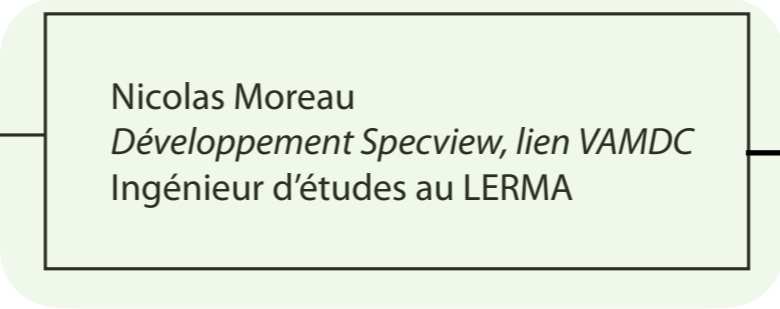 Nicolas Moreau
Développement Specview, lien VAMDC
Ingénieur d’études au LERMA